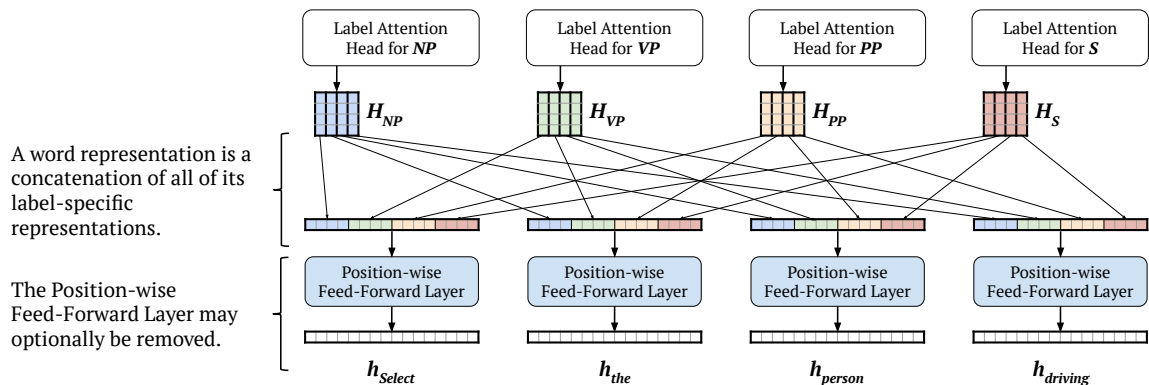 Label Attention
Head for NP
Label Attention
Head for VP
Label Attention
Head for PP
Label Attention
Head for S
H_NP
H_VP
H_PP
H_S
A word representation is a
concatenation of all of its
label-specific
representations.
The Position-wise
Feed-Forward Layer may
optionally be removed.
Position-wise
Feed-Forward Layer
Position-wise
Feed-Forward Layer
Position-wise
Feed-Forward Layer
Position-wise
Feed-Forward Layer
h_Select
h_the
h_person
h_driving